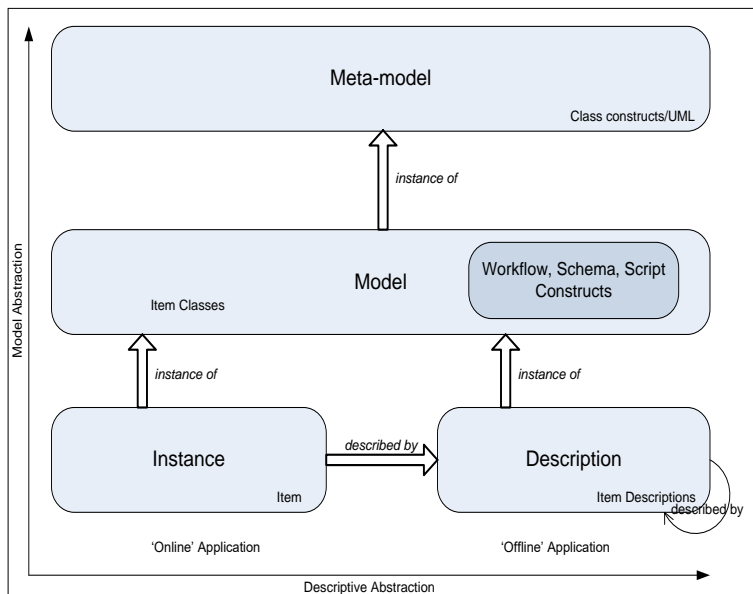 Meta-model
Class constructs/UML
instance of
Model
Workflow, Schema, Script
Constructs
Item Classes
instance of
instance of
Instance
Item
described by
Description
Item Descriptions
described by
‘Online’ Application
‘Offline’ Application
Model Abstraction
Descriptive Abstraction